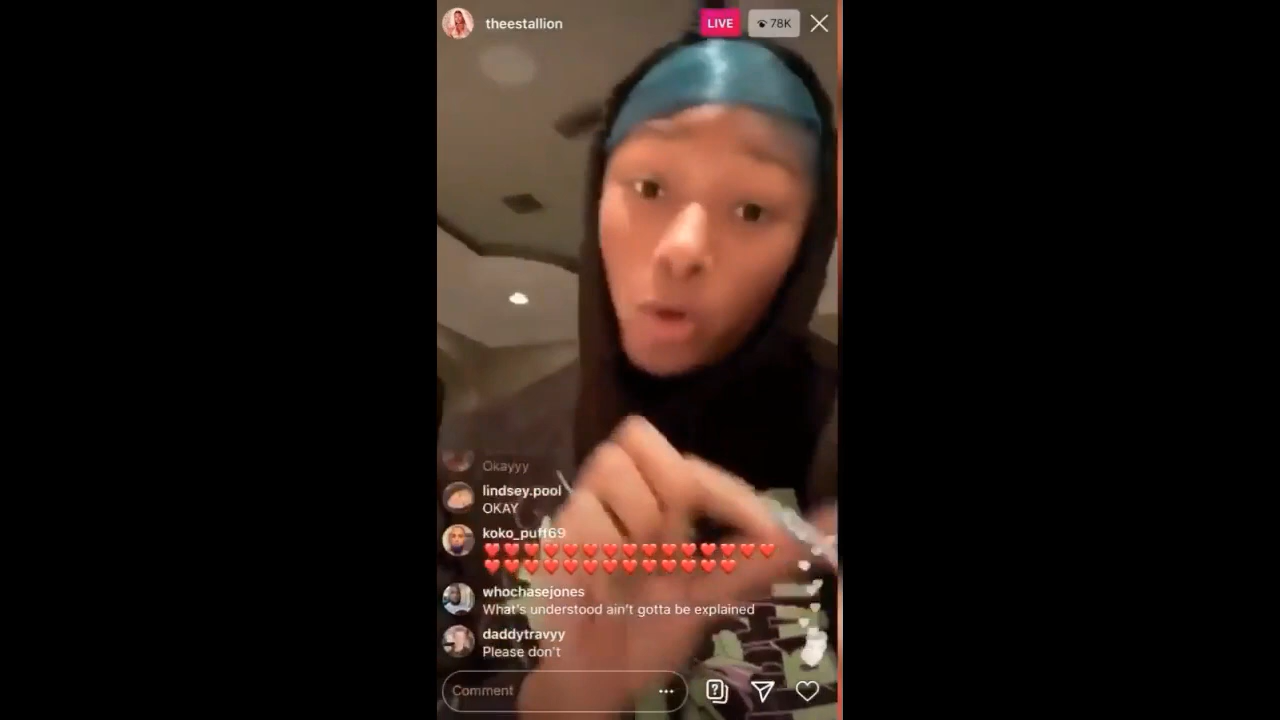 theestallion LIVE 78K
Okayyy
lindsey.pool
OKAY
koko_puff69
❤️❤️❤️❤️❤️❤️❤️❤️❤️❤️❤️❤️❤️❤️❤️
❤️❤️❤️❤️❤️❤️❤️❤️❤️❤️❤️❤️❤️
whochasejones
What's understood ain't gotta be explained
daddytravyy
Please don't
Comment